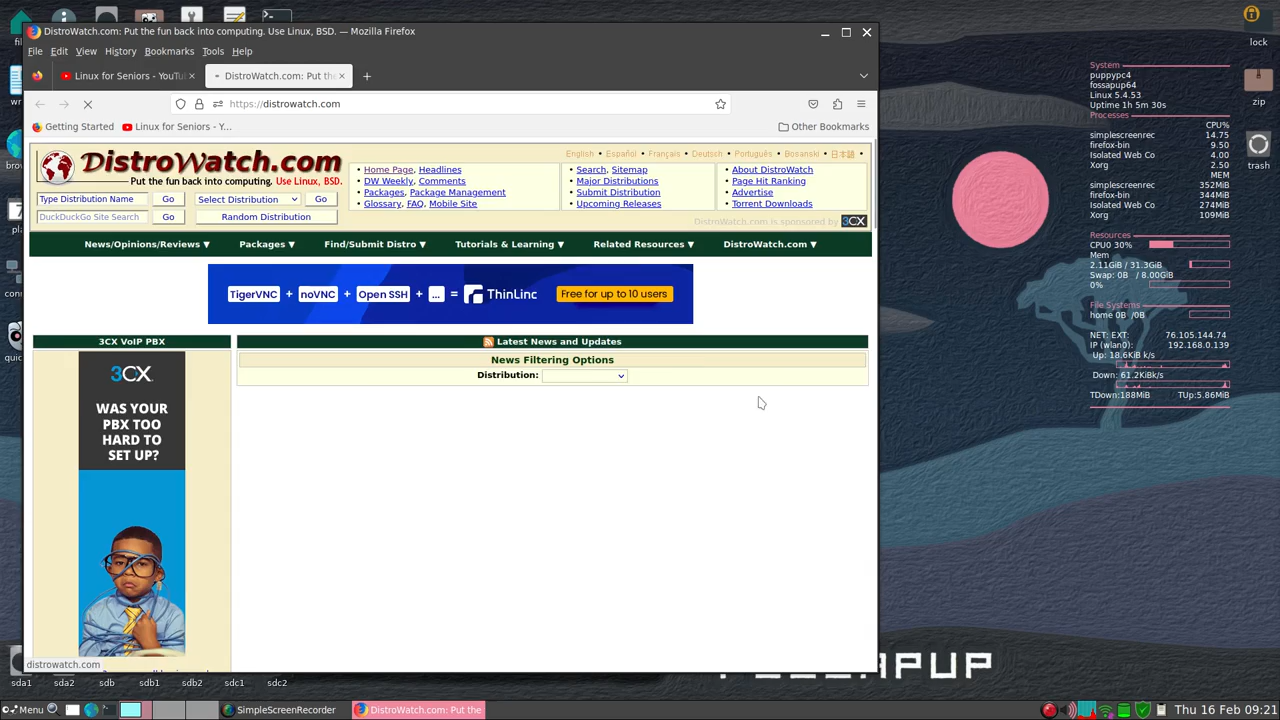 DistroWatch.com: Put the fun back into computing. Use Linux, BSD. — Mozilla Firefox
File Edit View History Bookmarks Tools Help
Linux for Seniors - YouTu
DistroWatch.com: Put the
https://distrowatch.com
Getting Started
Linux for Seniors - Y...
Other Bookmarks
DistroWatch.com
Put the fun back into computing. Use Linux, BSD.
English • Español • Français • Deutsch • Português • Bosanski • 日本語 •
Type Distribution Name Go Select Distribution Go
DuckDuckGo Site Search Go Random Distribution
• Home Page, Headlines
• DW Weekly, Comments
• Packages, Package Management
• Glossary, FAQ, Mobile Site
• Search, Sitemap
• Major Distributions
• Submit Distribution
• Upcoming Releases
• About DistroWatch
• Page Hit Ranking
• Advertise
• Torrent Downloads
DistroWatch.com is sponsored by 3CX
News/Opinions/Reviews ▼ Packages ▼ Find/Submit Distro ▼ Tutorials & Learning ▼ Related Resources ▼ DistroWatch.com ▼
TigerVNC + noVNC + Open SSH + ... = ThinLinc Free for up to 10 users
3CX VoIP PBX
3CX
WAS YOUR
PBX TOO
HARD TO
SET UP?
Latest News and Updates
News Filtering Options
Distribution:
distrowatch.com
lock
zip
trash
System
puppypc4
fossapup64
Linux 5.4.53
Uptime 1h 5m 30s
Processes
CPU%
simplescreenrec 14.75
firefox-bin 9.50
Isolated Web Co 4.00
Xorg 2.50
MEM
simplescreenrec 352MiB
firefox-bin 344MiB
Isolated Web Co 274MiB
Xorg 109MiB
Resources
CPU0 30%
Mem
2.11GiB / 31.3GiB
Swap: 0B / 8.00GiB
0%
File Systems
home 0B /0B
NET: EXT: 76.105.144.74
IP (wlan0): 192.168.0.139
Up: 18.6KiB k/s
Down: 61.2KiBk/s
TDown:188MiB TUp:5.86MiB
sda1 sda2 sdb sdb1 sdb2 sdc1 sdc2
Menu
SimpleScreenRecorder
DistroWatch.com: Put the
Thu 16 Feb 09:21